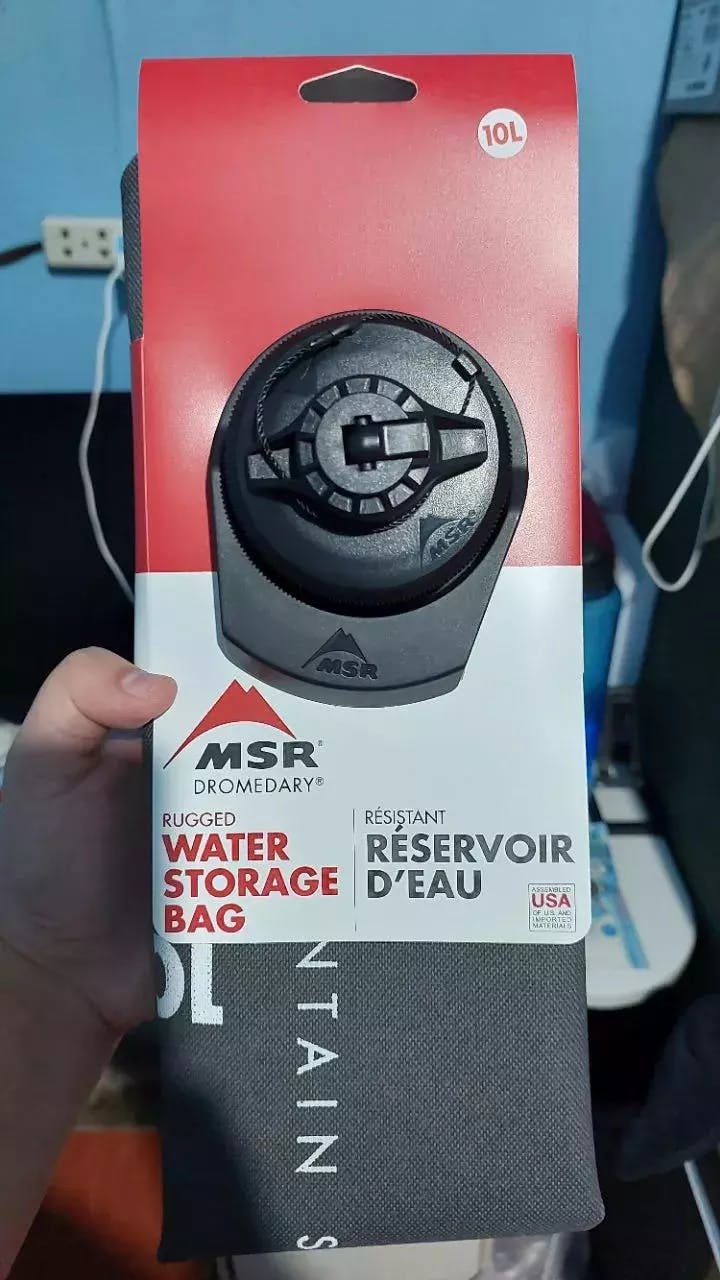 10L
MSR
MSR
MSR®
DROMEDARY®
RUGGED
WATER
STORAGE
BAG
RÉSISTANT
RÉSERVOIR
D'EAU
ASSEMBLED
USA
OF U.S. AND
IMPORTED
MATERIALS
10L
NTAIN S